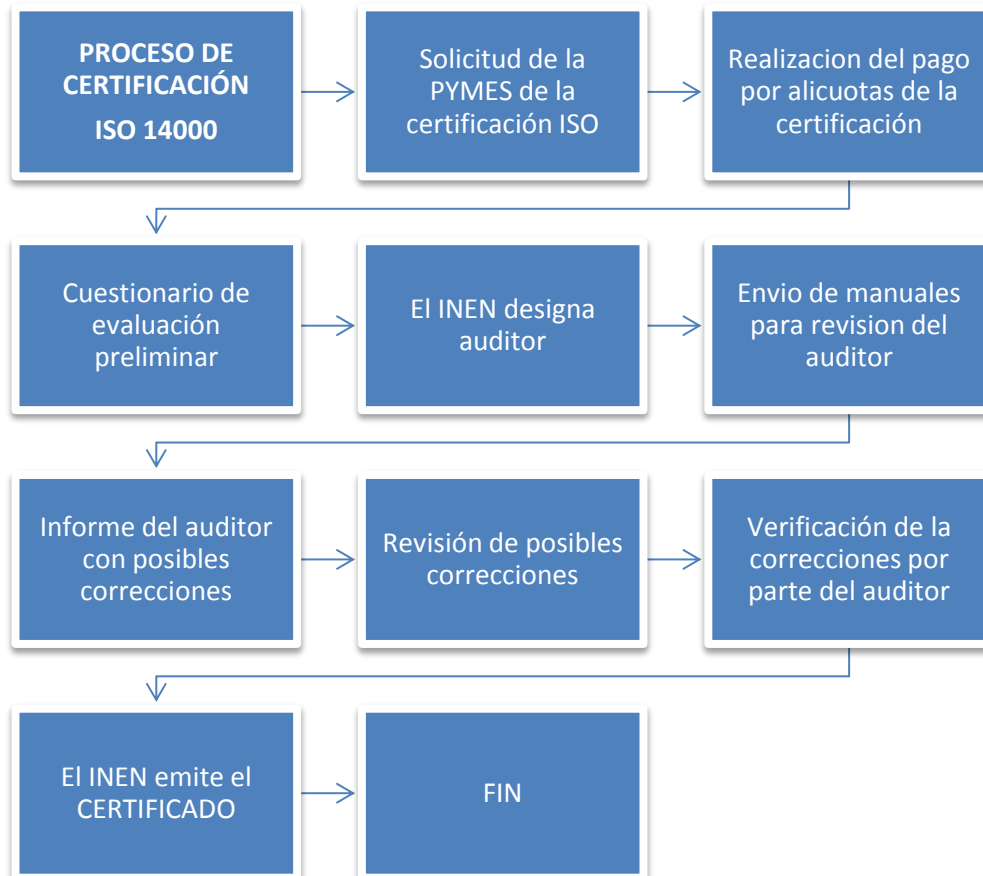 PROCESO DE
CERTIFICACIÓN
ISO 14000
Solicitud de la
PYMES de la
certificación ISO
Realizacion del pago
por alicuotas de la
certificación
Cuestionario de
evaluación
preliminar
El INEN designa
auditor
Envio de manuales
para revision del
auditor
Informe del auditor
con posibles
correcciones
Revisión de posibles
correcciones
Verificación de la
correcciones por
parte del auditor
El INEN emite el
CERTIFICADO
FIN